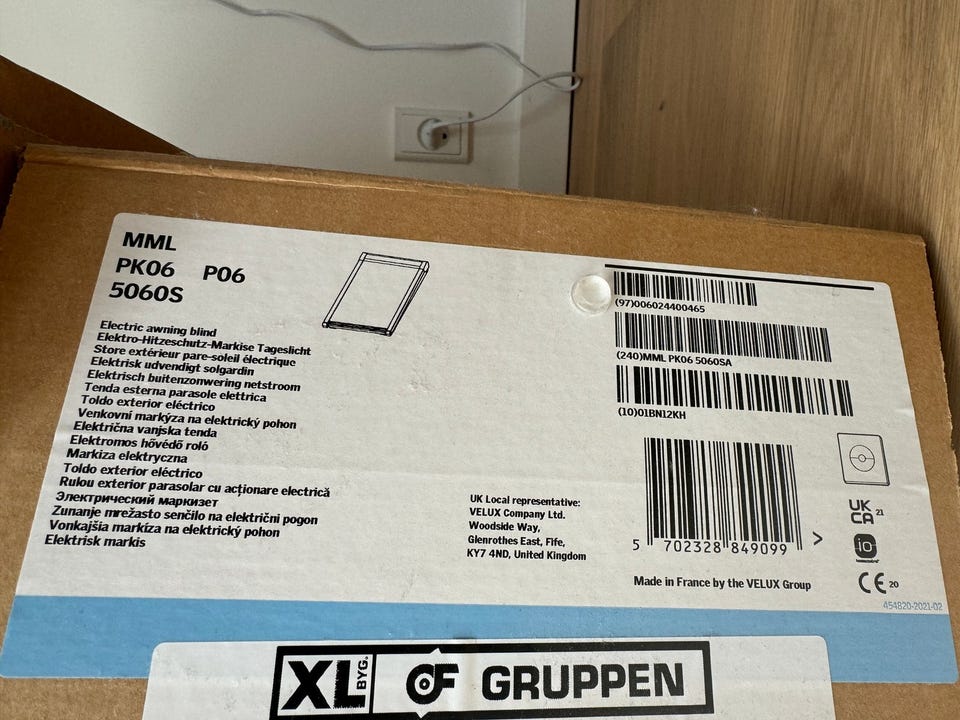 MML
PK06 P06
5060S
Electric awning blind
Elektro-Hitzeschutz-Markise Tageslicht
Store extérieur pare-soleil électrique
Elektrisk udvendigt solgardin
Elektrisch buitenzonwering netstroom
Tenda esterna parasole elettrica
Toldo exterior eléctrico
Venkovní markýza na elektrický pohon
Električna vanjska tenda
Elektromos hővédő roló
Markiza elektryczna
Toldo exterior eléctrico
Rulou exterior parasolar cu acționare electrică
Электрический маркизет
Zunanje mrežasto senčilo na električni pogon
Vonkajšia markíza na elektrický pohon
Elektrisk markis
UK Local representative:
VELUX Company Ltd.
Woodside Way,
Glenrothes East, Fife,
KY7 4ND, United Kingdom
(97)006024400465
(240)MML PK06 5060SA
(10)01BN12KH
5 702328 849099 >
Made in France by the VELUX Group
UK
CA 21
io
CE 20
454820-2021-02
XL BYG. OF GRUPPEN